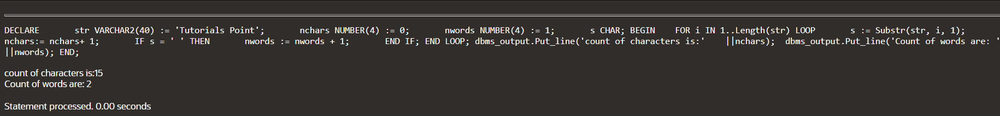 DECLARE       str VARCHAR2(40) := 'Tutorials Point';       nchars NUMBER(4) := 0;       nwords NUMBER(4) := 1;       s CHAR; BEGIN    FOR i IN 1..Length(str) LOOP       s := Substr(str, i, 1);
nchars:= nchars+ 1;       IF s = ' ' THEN       nwords := nwords + 1;       END IF; END LOOP; dbms_output.Put_line('count of characters is:'    ||nchars);  dbms_output.Put_line('Count of words are: '
||nwords); END;
count of characters is:15
Count of words are: 2
Statement processed. 0.00 seconds